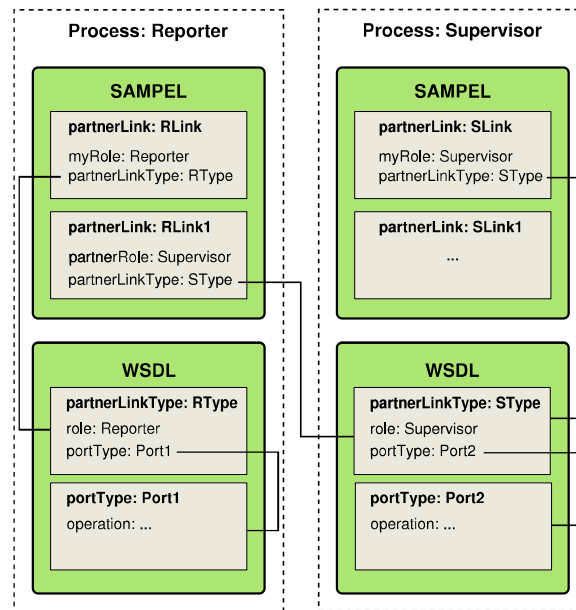 Process: Reporter
SAMPEL
partnerLink: RLink
myRole: Reporter
partnerLinkType: RType
partnerLink: RLink1
partnerRole: Supervisor
partnerLinkType: SType
WSDL
partnerLinkType: RType
role: Reporter
portType: Port1
portType: Port1
operation: ...
Process: Supervisor
SAMPEL
partnerLink: SLink
myRole: Supervisor
partnerLinkType: SType
partnerLink: SLink1
...
WSDL
partnerLinkType: SType
role: Supervisor
portType: Port2
portType: Port2
operation: ...